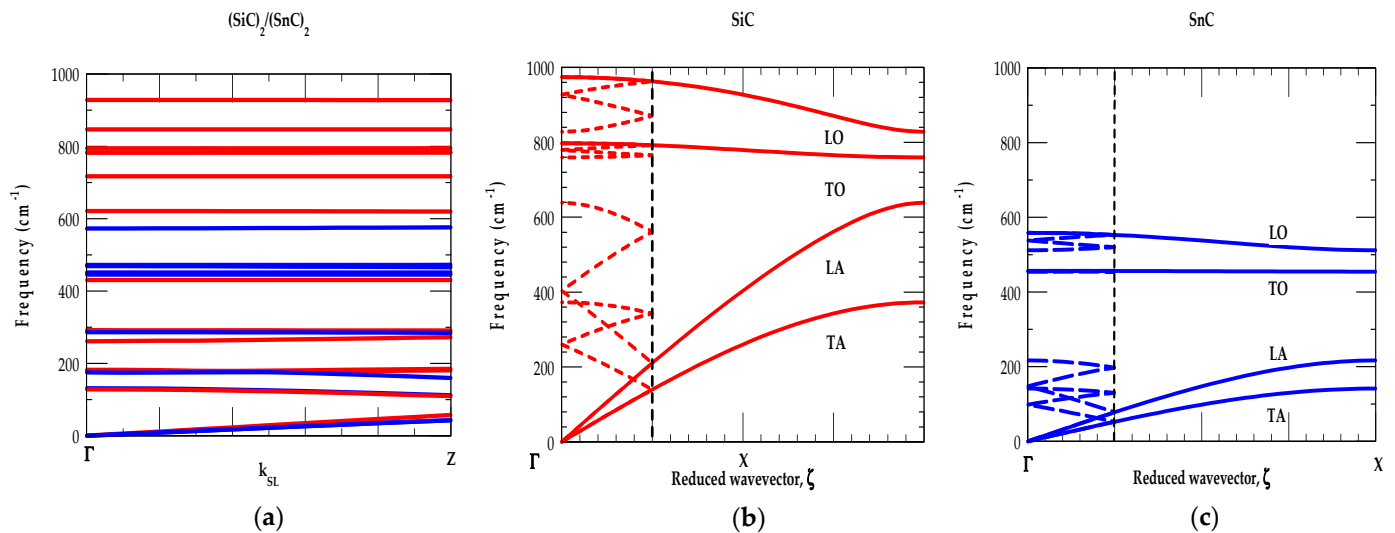 (SiC)2/(SnC)2
1000
800
600
400
200
0
Frequency (cm-1)
Γ
Z
kSL
(a)
SiC
1000
800
600
400
200
0
Frequency (cm-1)
LO
TO
LA
TA
Γ
X
Reduced wavevector, ζ
(b)
SnC
1000
800
600
400
200
0
Frequency (cm-1)
LO
TO
LA
TA
Γ
X
Reduced wavevector, ζ
(c)